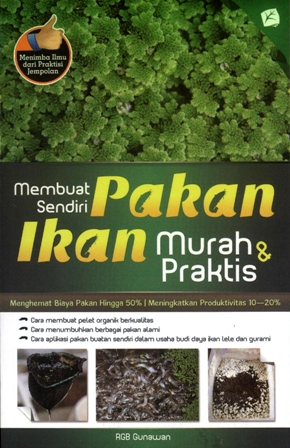 Menimba Ilmu
dari Praktisi
Jempolan
Membuat
Sendiri
Pakan
Ikan Murah &
Praktis
Menghemat Biaya Pakan Hingga 50% | Meningkatkan Produktivitas 10—20%
Cara membuat pelet organik berkualitas
Cara menumbuhkan berbagai pakan alami
Cara aplikasi pakan buatan sendiri dalam usaha budi daya ikan lele dan gurami
RGB Gunawan